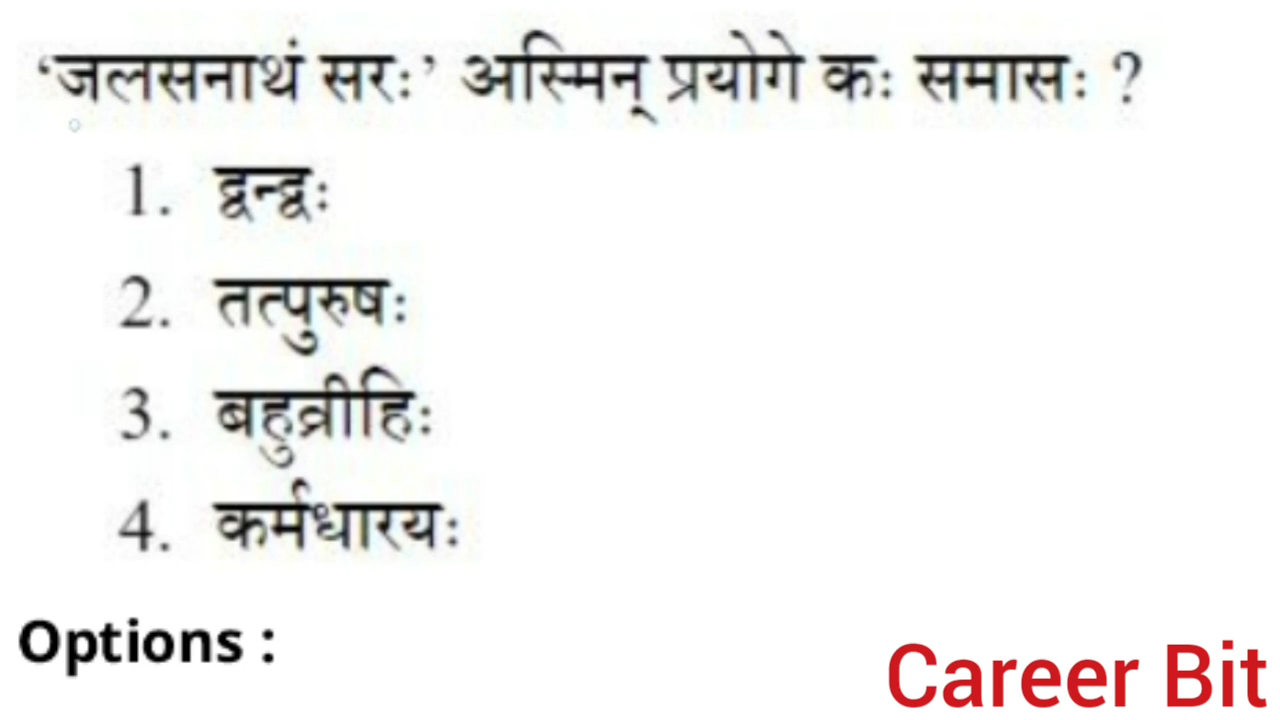 ‘जलसनाथं सरः’ अस्मिन् प्रयोगे कः समासः ?
1. द्वन्द्वः
2. तत्पुरुषः
3. बहुव्रीहिः
4. कर्मधारयः
Options :
Career Bit